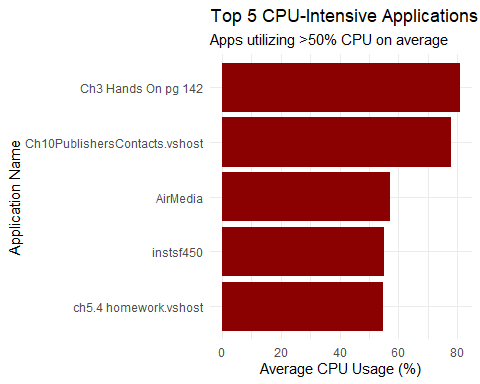 Top 5 CPU-Intensive Applications
Apps utilizing >50% CPU on average
Application Name
Ch3 Hands On pg 142
Ch10PublishersContacts.vshost
AirMedia
instsf450
ch5.4 homework.vshost
0 20 40 60 80
Average CPU Usage (%)